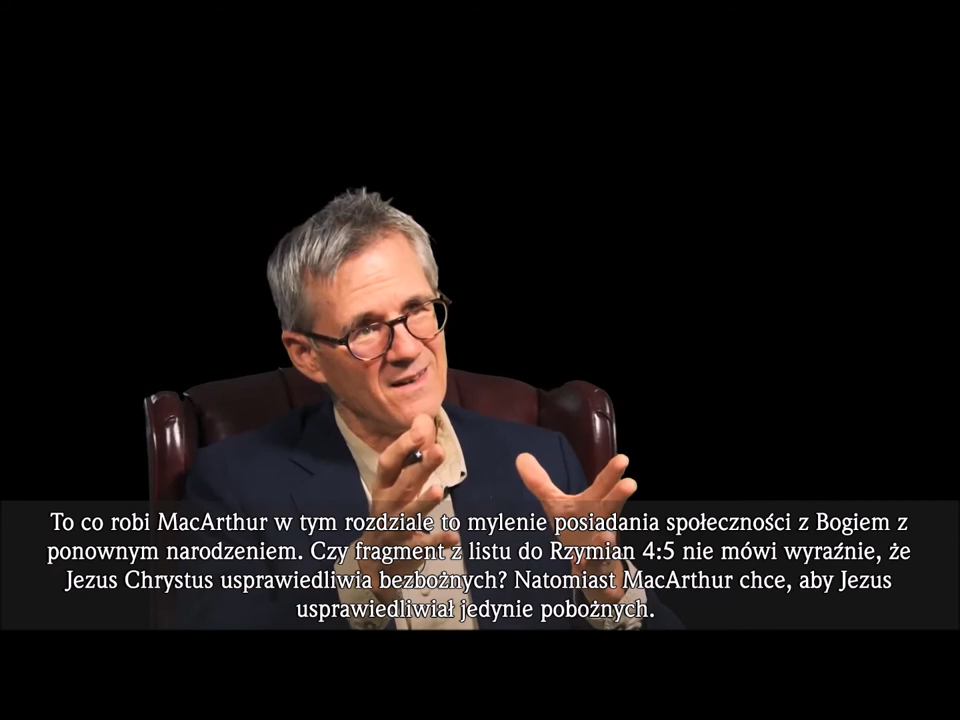 To co robi MacArthur w tym rozdziale to mylenie posiadania społeczności z Bogiem z
ponownym narodzeniem. Czy fragment z listu do Rzymian 4:5 nie mówi wyraźnie, że
Jezus Chrystus usprawiedliwia bezbożnych? Natomiast MacArthur chce, aby Jezus
usprawiedliwiał jedynie pobożnych.